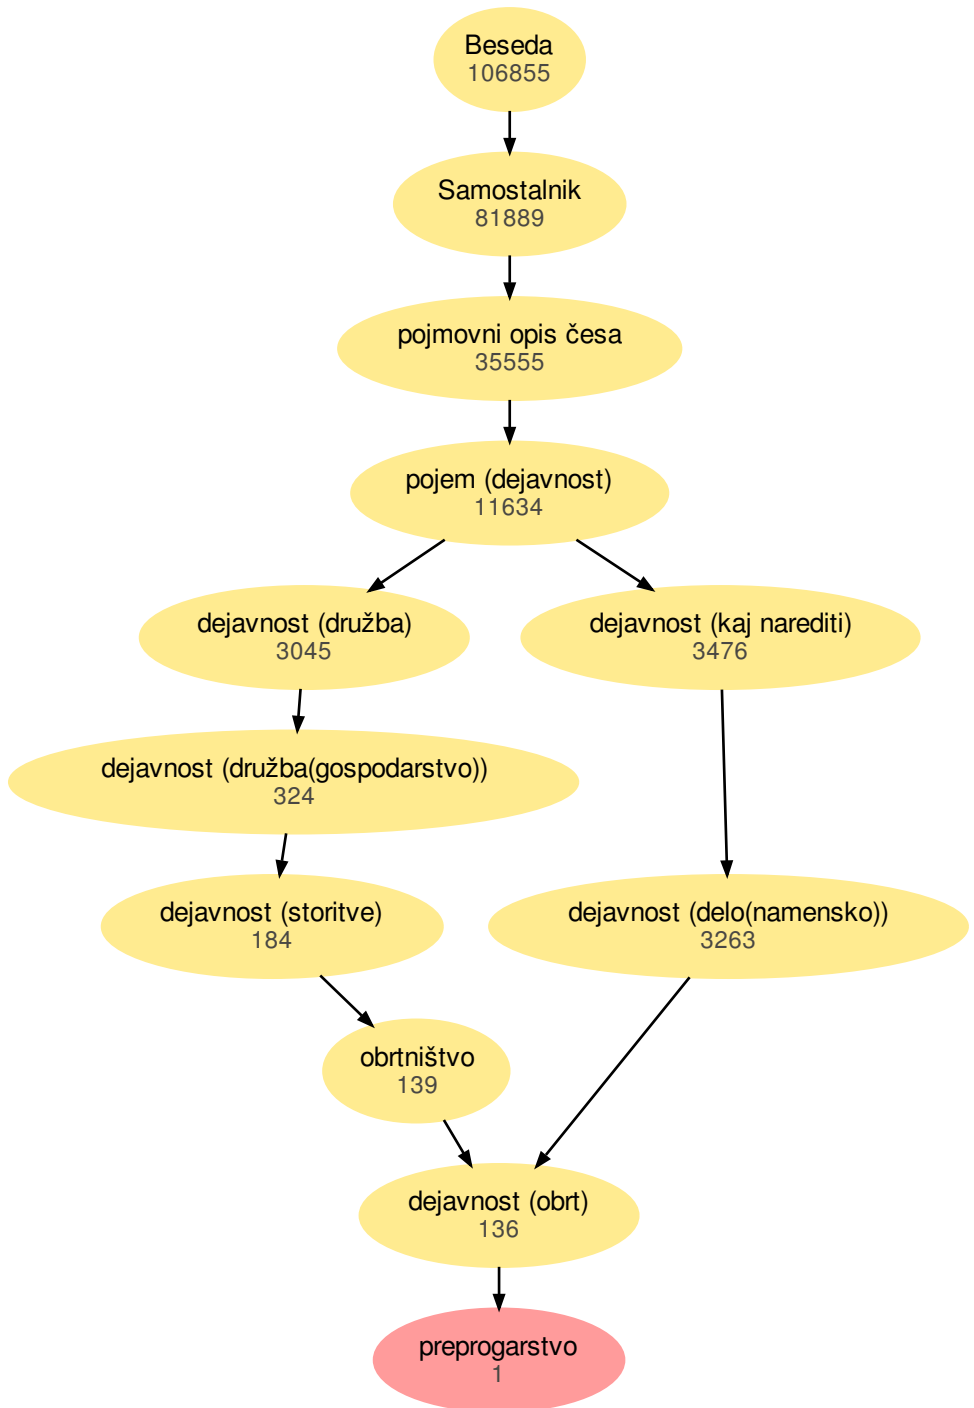 Beseda
106855
Samostalnik
81889
pojmovni opis česa
35555
pojem (dejavnost)
11634
dejavnost (družba)
3045
dejavnost (kaj narediti)
3476
dejavnost (družba(gospodarstvo))
324
dejavnost (storitve)
184
dejavnost (delo(namensko))
3263
obrtništvo
139
dejavnost (obrt)
136
preprogarstvo
1